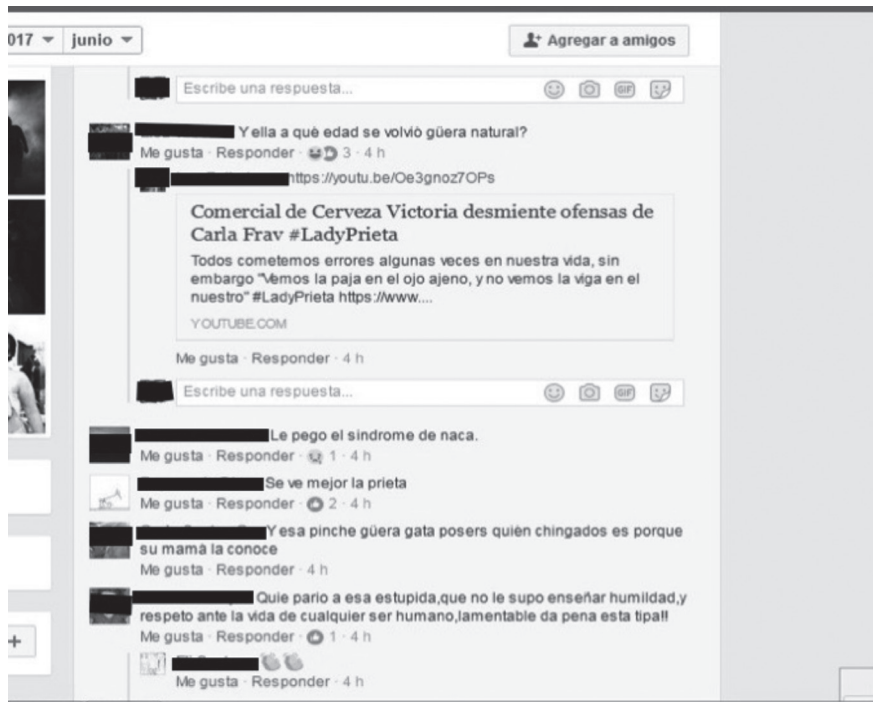 017 junio Agregar a amigos
Escribe una respuesta... GIF
Y ella a què edad se volviò güera natural?
Me gusta · Responder · 3 · 4 h
https://youtu.be/Oe3gnoz7OPs
Comercial de Cerveza Victoria desmiente ofensas de
Carla Frav #LadyPrieta
Todos cometemos errores algunas veces en nuestra vida, sin
embargo "Vemos la paja en el ojo ajeno, y no vemos la viga en el
nuestro" #LadyPrieta https://www....
YOUTUBE.COM
Me gusta · Responder · 4 h
Escribe una respuesta... GIF
Le pego el sindrome de naca.
Me gusta · Responder · 1 · 4 h
Se ve mejor la prieta
Me gusta · Responder · 2 · 4 h
Y esa pinche güera gata posers quièn chingados es porque
su mamà la conoce
Me gusta · Responder · 4 h
Quie pario a esa estupida,que no le supo enseñar humildad,y
respeto ante la vida de cualquier ser humano,lamentable da pena esta tipa!!
Me gusta · Responder · 1 · 4 h
Me gusta · Responder · 4 h
+